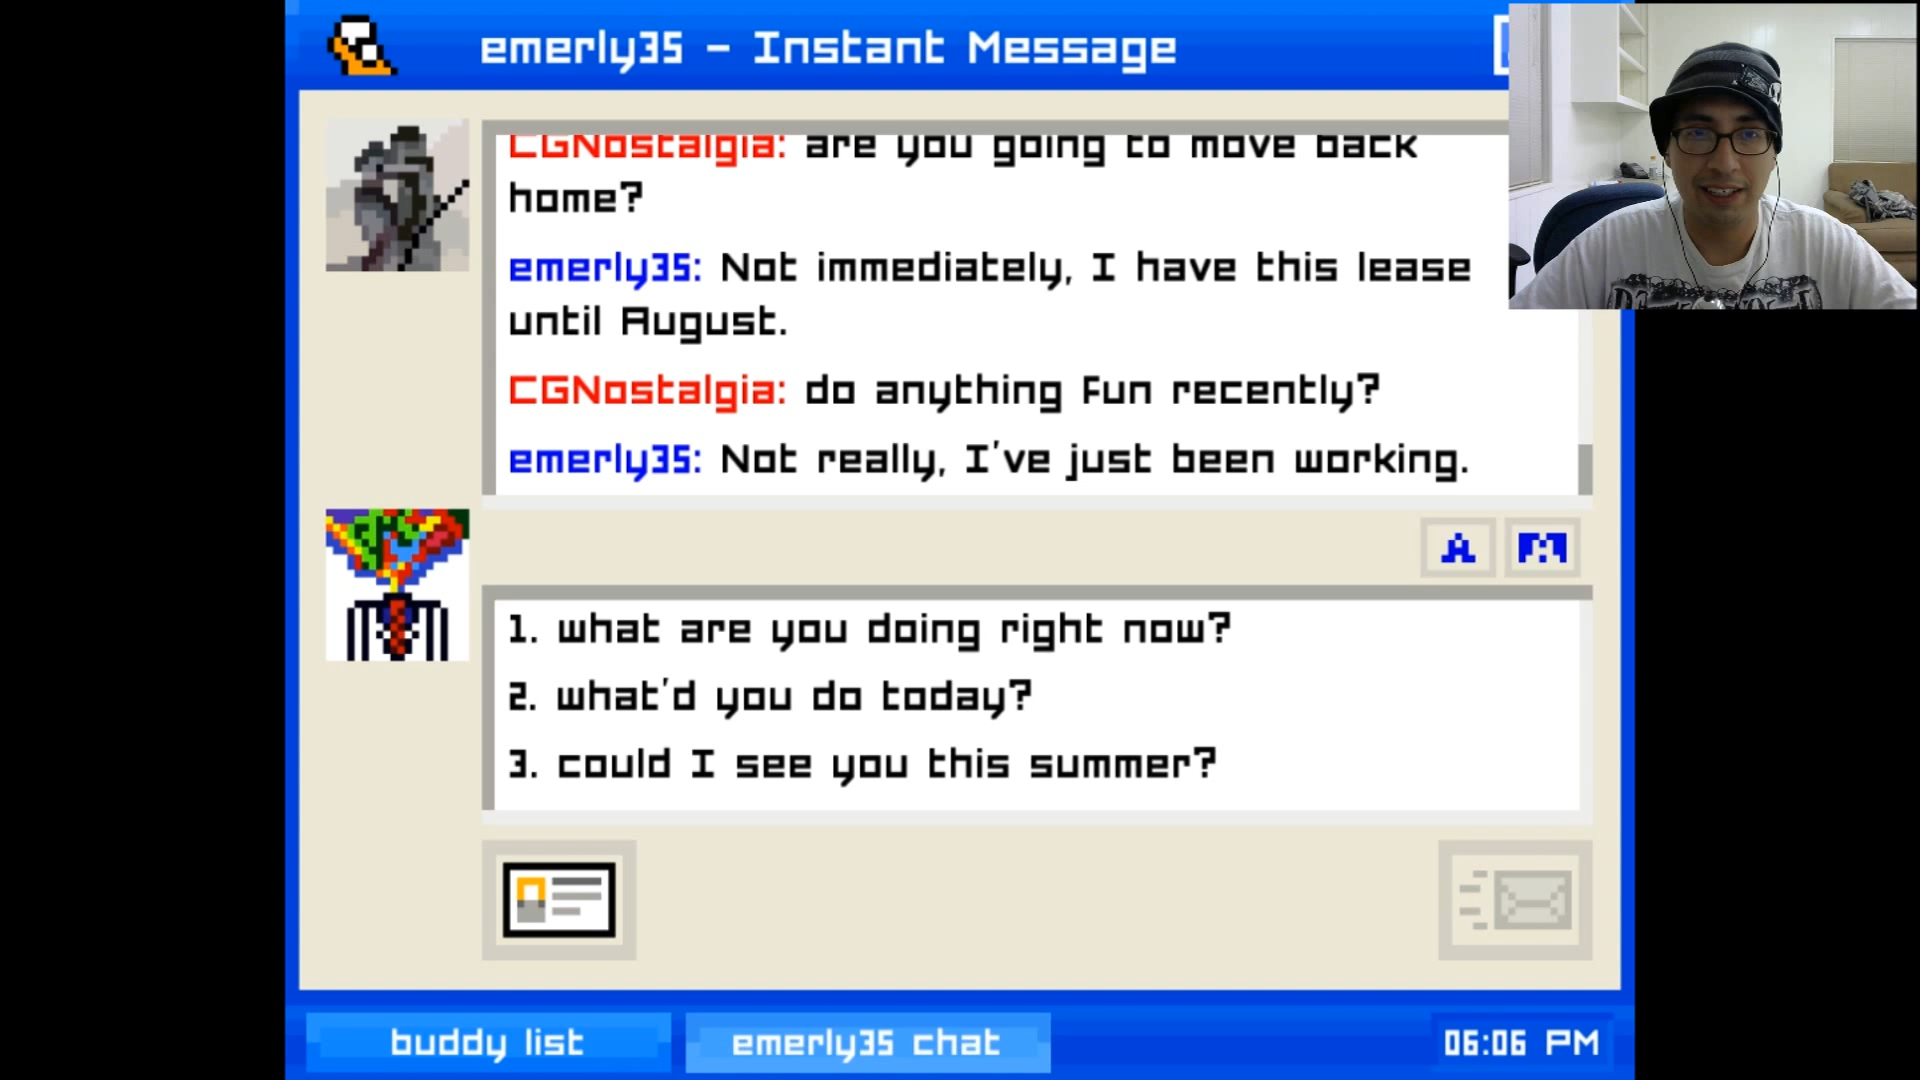 emerly35 - Instant Message
CGNostalgia: are you going to move back
home?
emerly35: Not immediately, I have this lease
until August.
CGNostalgia: do anything fun recently?
emerly35: Not really, I've just been working.
A M
1. what are you doing right now?
2. what'd you do today?
3. could I see you this summer?
buddy list
emerly35 chat
06:06 PM